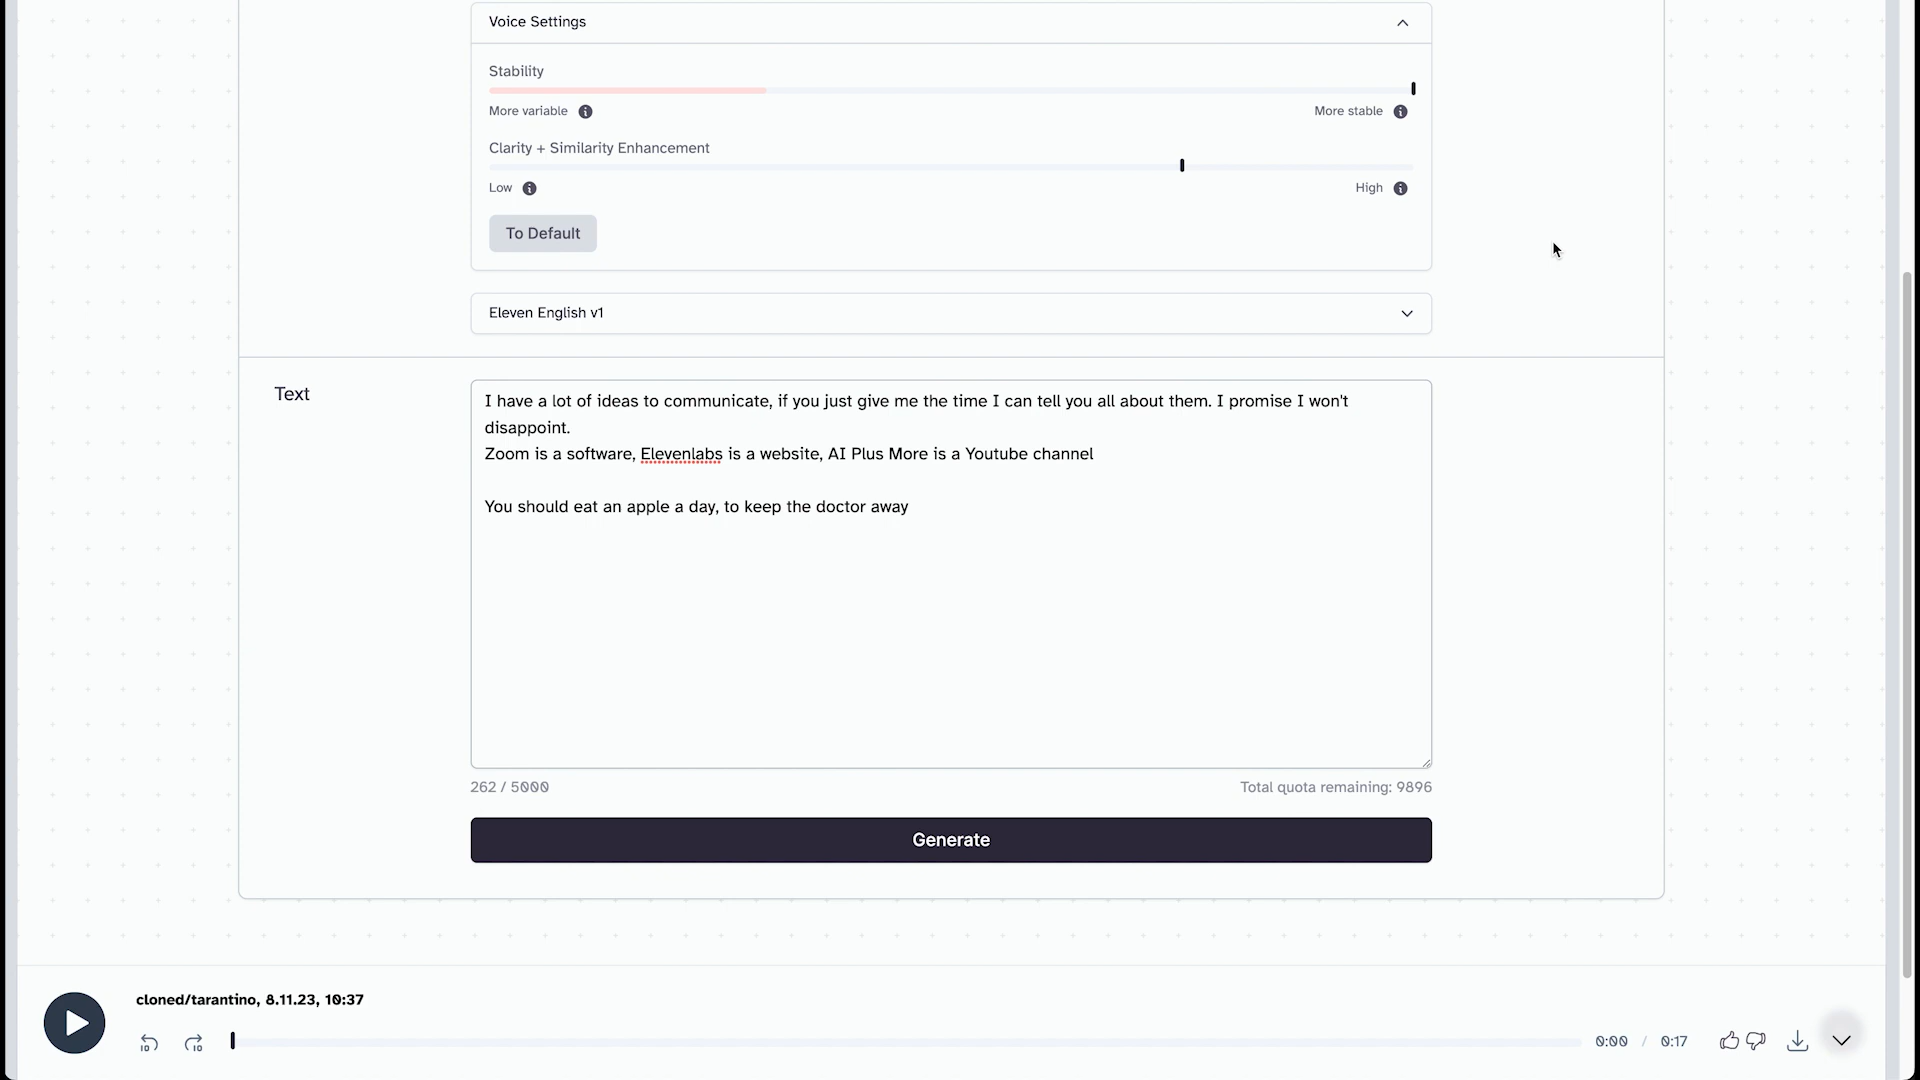 Voice Settings
Stability
More variable
More stable
Clarity + Similarity Enhancement
Low
High
To Default
Eleven English v1
Text
I have a lot of ideas to communicate, if you just give me the time I can tell you all about them. I promise I won't
disappoint.
Zoom is a software, Elevenlabs is a website, AI Plus More is a Youtube channel
You should eat an apple a day, to keep the doctor away
262 / 5000
Total quota remaining: 9896
Generate
cloned/tarantino, 8.11.23, 10:37
10
10
0:00 / 0:17